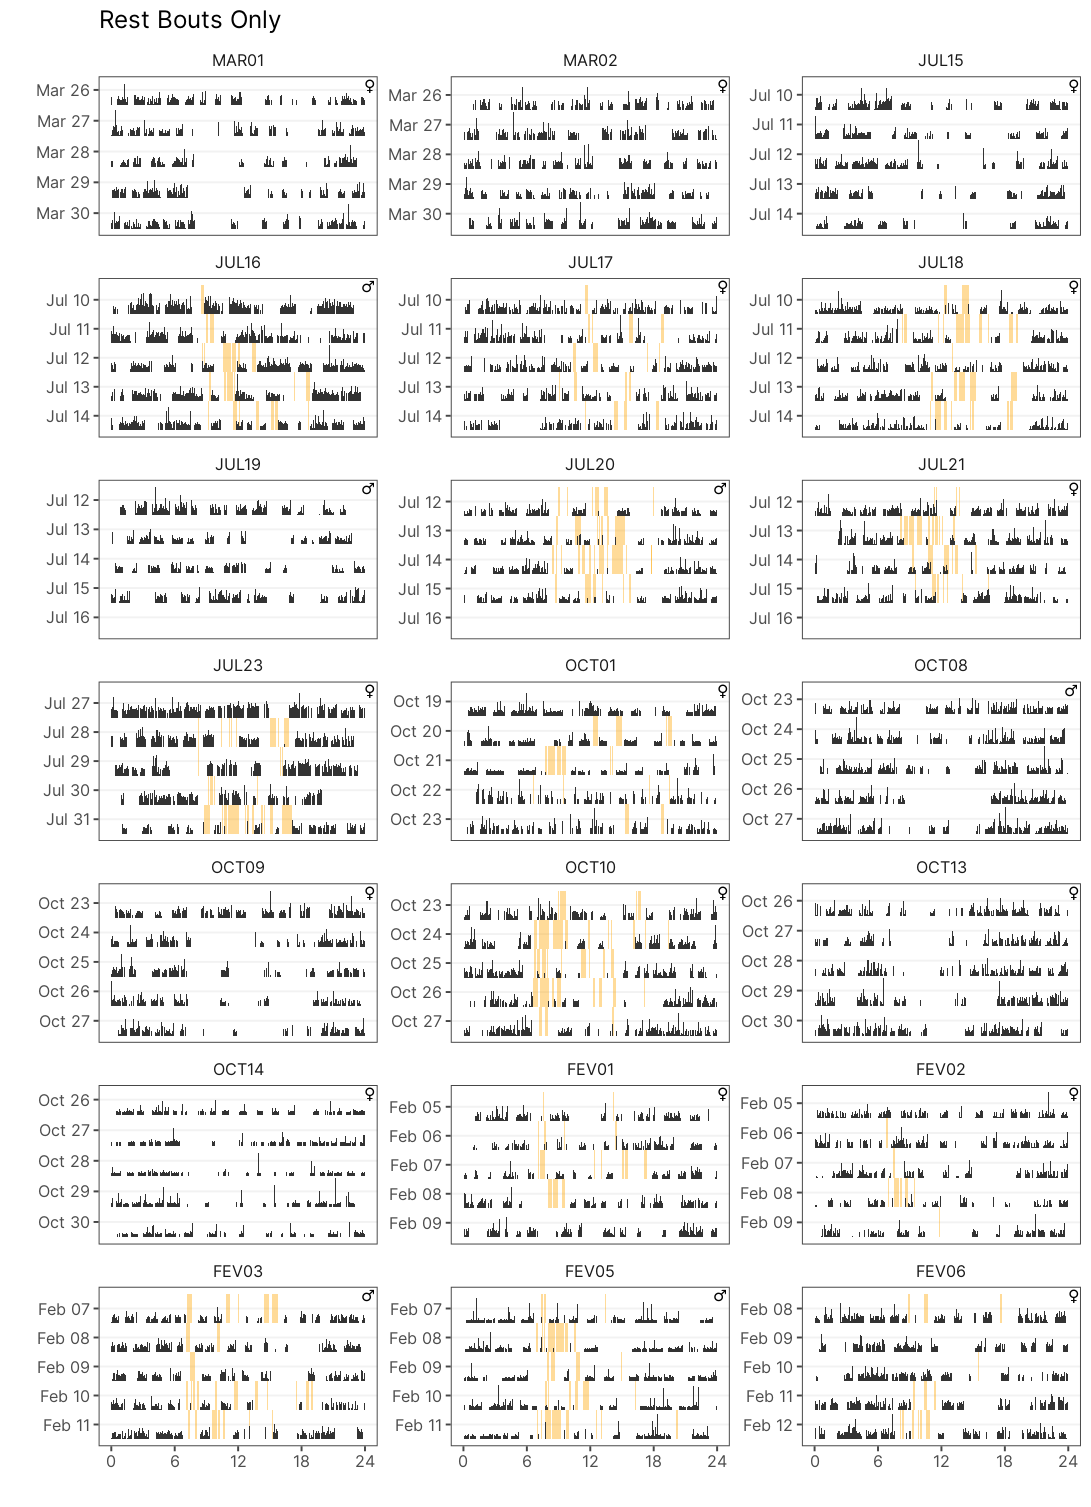 Rest Bouts Only
MAR01 MAR02 JUL15
♀ ♀ ♀
Mar 26 Mar 26 Jul 10
Mar 27 Mar 27 Jul 11
Mar 28 Mar 28 Jul 12
Mar 29 Mar 29 Jul 13
Mar 30 Mar 30 Jul 14
JUL16 JUL17 JUL18
♂ ♀ ♀
Jul 10 Jul 10 Jul 10
Jul 11 Jul 11 Jul 11
Jul 12 Jul 12 Jul 12
Jul 13 Jul 13 Jul 13
Jul 14 Jul 14 Jul 14
JUL19 JUL20 JUL21
♂ ♂ ♀
Jul 12 Jul 12 Jul 12
Jul 13 Jul 13 Jul 13
Jul 14 Jul 14 Jul 14
Jul 15 Jul 15 Jul 15
Jul 16 Jul 16 Jul 16
JUL23 OCT01 OCT08
♀ ♀ ♂
Jul 27 Oct 19 Oct 23
Jul 28 Oct 20 Oct 24
Jul 29 Oct 21 Oct 25
Jul 30 Oct 22 Oct 26
Jul 31 Oct 23 Oct 27
OCT09 OCT10 OCT13
♀ ♀ ♀
Oct 23 Oct 23 Oct 26
Oct 24 Oct 24 Oct 27
Oct 25 Oct 25 Oct 28
Oct 26 Oct 26 Oct 29
Oct 27 Oct 27 Oct 30
OCT14 FEV01 FEV02
♀ ♀ ♀
Oct 26 Feb 05 Feb 05
Oct 27 Feb 06 Feb 06
Oct 28 Feb 07 Feb 07
Oct 29 Feb 08 Feb 08
Oct 30 Feb 09 Feb 09
FEV03 FEV05 FEV06
♂ ♂ ♀
Feb 07 Feb 07 Feb 08
Feb 08 Feb 08 Feb 09
Feb 09 Feb 09 Feb 10
Feb 10 Feb 10 Feb 11
Feb 11 Feb 11 Feb 12
0 6 12 18 24 0 6 12 18 24 0 6 12 18 24